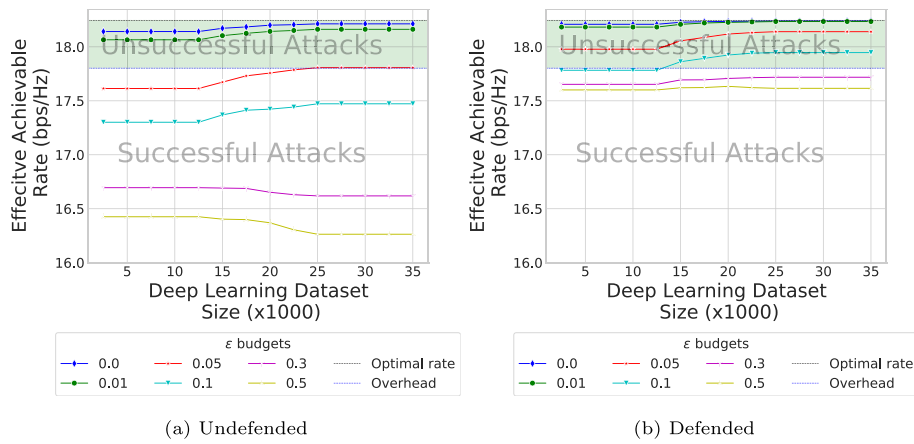 Effecitve Achievable
Rate (bps/Hz)
18.0
17.5
17.0
16.5
16.0
Unsuccessful Attacks
Successful Attacks
5 10 15 20 25 30 35
Deep Learning Dataset
Size (x1000)
ε budgets
0.0 0.05 0.3 Optimal rate
0.01 0.1 0.5 Overhead
(a) Undefended
Effecitve Achievable
Rate (bps/Hz)
18.0
17.5
17.0
16.5
16.0
Unsuccessful Attacks
Successful Attacks
5 10 15 20 25 30 35
Deep Learning Dataset
Size (x1000)
ε budgets
0.0 0.05 0.3 Optimal rate
0.01 0.1 0.5 Overhead
(b) Defended